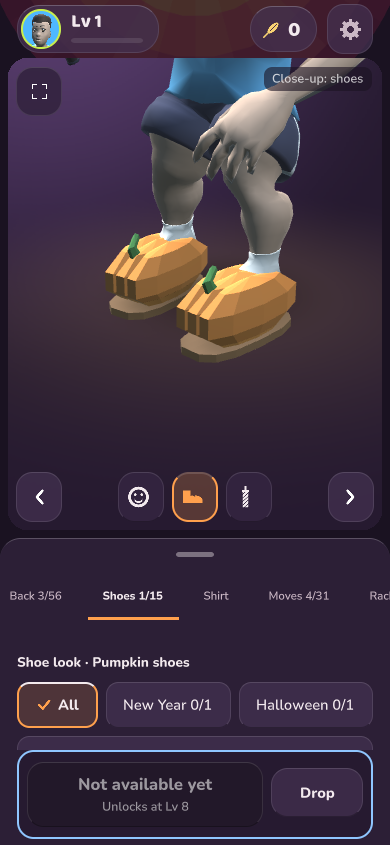 Lv 1
0
Close-up: shoes
Back 3/56
Shoes 1/15
Shirt
Moves 4/31
Shoe look · Pumpkin shoes
All
New Year 0/1
Halloween 0/1
Not available yet
Unlocks at Lv 8
Drop